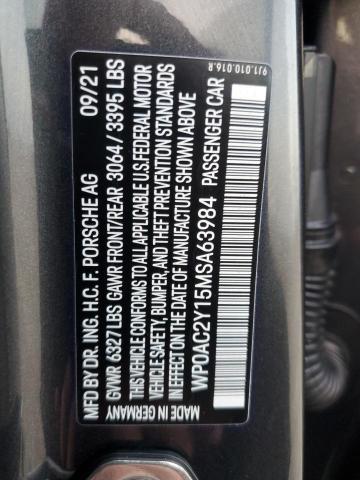 9J1.010.016.R
MFD BY DR. ING. H.C. F. PORSCHE AG 09/21
GVWR 6327 LBS GAWR FRONT/REAR 3064 / 3395 LBS
THIS VEHICLE CONFORMS TO ALL APPLICABLE U.S. FEDERAL MOTOR
VEHICLE SAFETY, BUMPER, AND THEFT PREVENTION STANDARDS
IN EFFECT ON THE DATE OF MANUFACTURE SHOWN ABOVE
WP0AC2Y15MSA63984 PASSENGER CAR
MADE IN GERMANY